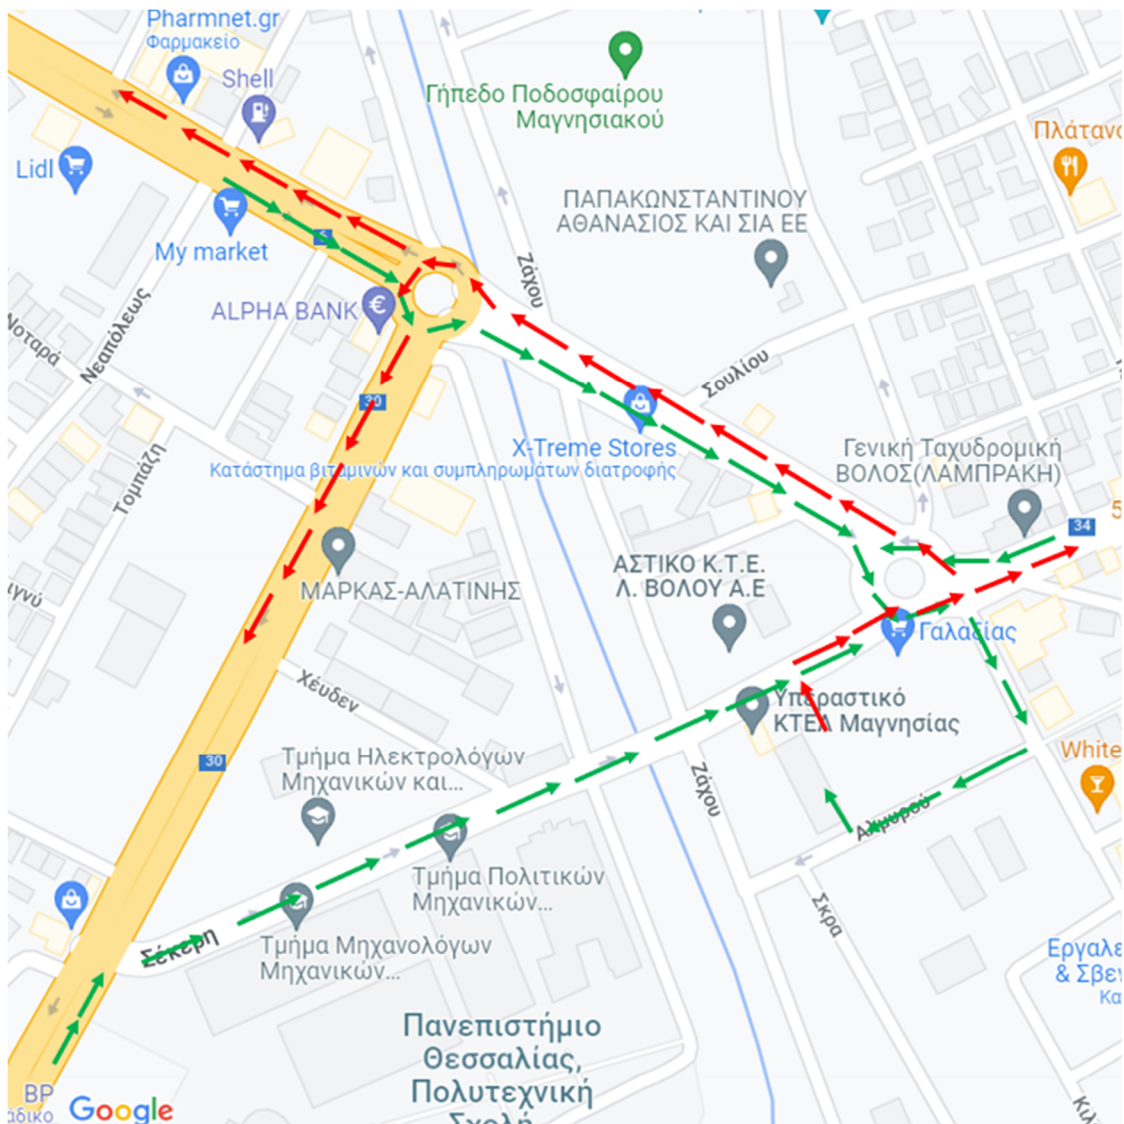 Pharmnet.gr
Φαρμακείο
Shell
Γήπεδο Ποδοσφαίρου
Μαγνησιακού
Lidl
ΠΑΠΑΚΩΝΣΤΑΝΤΙΝΟΥ
ΑΘΑΝΑΣΙΟΣ ΚΑΙ ΣΙΑ ΕΕ
My market
Ζάχου
ALPHA BANK
Νοταρά
Νεαπόλεως
Σουλίου
30
X-Treme Stores
Κατάστημα βιταμινών και συμπληρωμάτων διατροφής
Γενική Ταχυδρομική
ΒΟΛΟΣ(ΛΑΜΠΡΑΚΗ)
Τομπάζη
34
ΜΑΡΚΑΣ-ΑΛΑΤΙΝΗΣ
ΑΣΤΙΚΟ Κ.Τ.Ε.
Λ. ΒΟΛΟΥ Α.Ε
Γαλαξίας
Χέυδεν
Υπεραστικό
ΚΤΕΛ Μαγνησίας
30
Τμήμα Ηλεκτρολόγων
Μηχανικών και...
Ζάχου
White
Αλμυρού
Τμήμα Πολιτικών
Μηχανικών...
Σκρα
Σέκερη
Τμήμα Μηχανολόγων
Μηχανικών...
Πανεπιστήμιο
Θεσσαλίας,
Πολυτεχνική
Σχολή
BP
Google